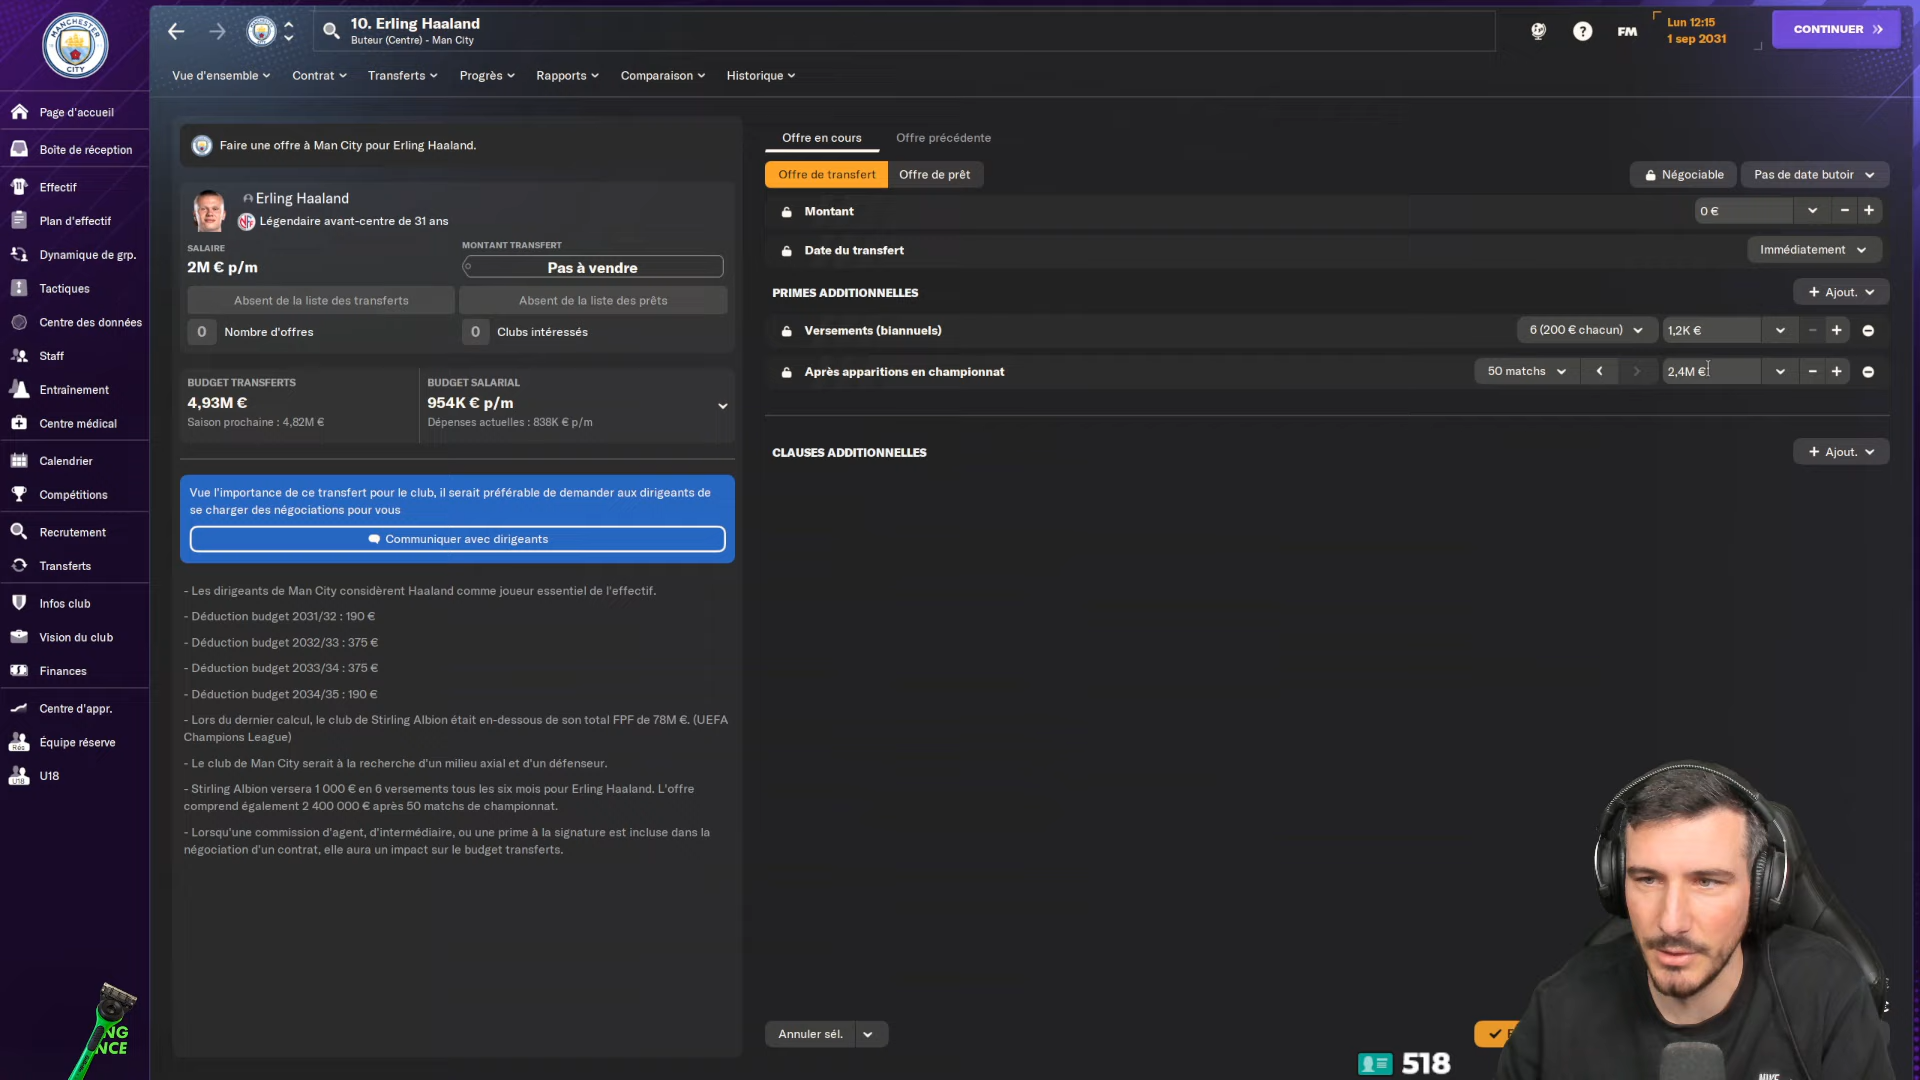 MANCHESTER
CITY
10. Erling Haaland
Buteur (Centre) - Man City
FM
Lun 12:15
1 sep 2031
CONTINUER
Vue d'ensemble
Contrat
Transferts
Progrès
Rapports
Comparaison
Historique
Page d'accueil
Boîte de réception
Effectif
Plan d'effectif
Dynamique de grp.
Tactiques
Centre des données
Staff
Entraînement
Centre médical
Calendrier
Compétitions
Recrutement
Transferts
Infos club
Vision du club
Finances
Centre d'appr.
Équipe réserve
U18
Faire une offre à Man City pour Erling Haaland.
Erling Haaland
Légendaire avant-centre de 31 ans
SALAIRE
2M € p/m
MONTANT TRANSFERT
Pas à vendre
Absent de la liste des transferts
Absent de la liste des prêts
0 Nombre d'offres
0 Clubs intéressés
BUDGET TRANSFERTS
4,93M €
Saison prochaine : 4,82M €
BUDGET SALARIAL
954K € p/m
Dépenses actuelles : 838K € p/m
Vue l'importance de ce transfert pour le club, il serait préférable de demander aux dirigeants de
se charger des négociations pour vous
Communiquer avec dirigeants
- Les dirigeants de Man City considèrent Haaland comme joueur essentiel de l'effectif.
- Déduction budget 2031/32 : 190 €
- Déduction budget 2032/33 : 375 €
- Déduction budget 2033/34 : 375 €
- Déduction budget 2034/35 : 190 €
- Lors du dernier calcul, le club de Stirling Albion était en-dessous de son total FPF de 78M €. (UEFA
Champions League)
- Le club de Man City serait à la recherche d'un milieu axial et d'un défenseur.
- Stirling Albion versera 1 000 € en 6 versements tous les six mois pour Erling Haaland. L'offre
comprend également 2 400 000 € après 50 matchs de championnat.
- Lorsqu'une commission d'agent, d'intermédiaire, ou une prime à la signature est incluse dans la
négociation d'un contrat, elle aura un impact sur le budget transferts.
Offre en cours
Offre précédente
Offre de transfert
Offre de prêt
Négociable
Pas de date butoir
Montant
0 €
Date du transfert
Immédiatement
PRIMES ADDITIONNELLES
+ Ajout.
Versements (biannuels)
6 (200 € chacun)
1,2K €
Après apparitions en championnat
50 matchs
2,4M €
CLAUSES ADDITIONNELLES
+ Ajout.
Annuler sél.
518